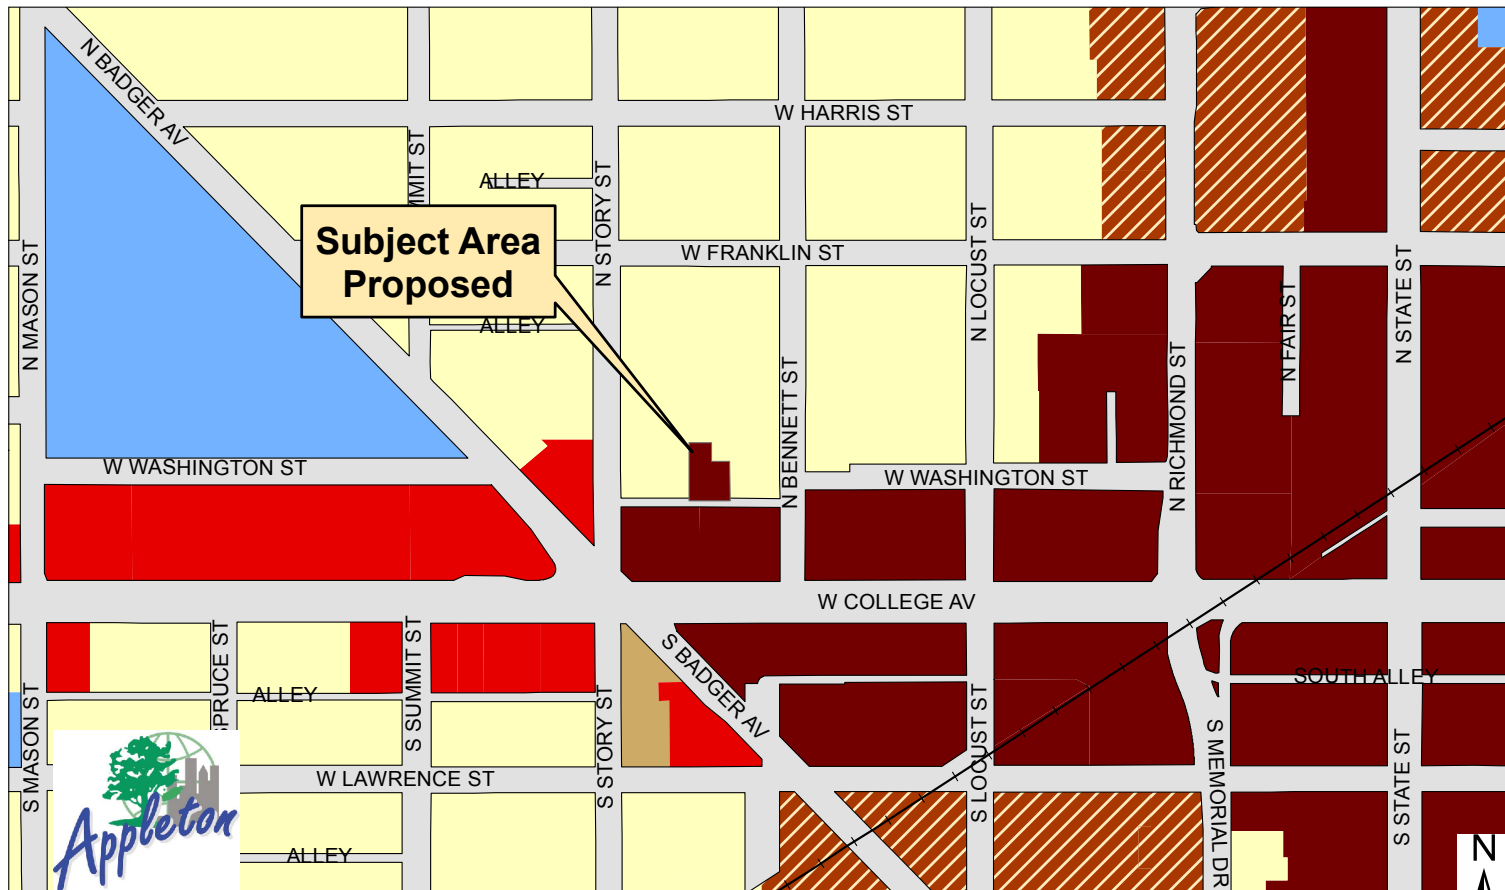 N BADGER AV
W HARRIS ST
MMIT ST
ALLEY
N STORY ST
Subject Area
Proposed
W FRANKLIN ST
N LOCUST ST
N MASON ST
ALLEY
N STATE ST
N FAIR ST
N RICHMOND ST
N BENNETT ST
W WASHINGTON ST
W WASHINGTON ST
W COLLEGE AV
SPRUCE ST
S SUMMIT ST
S BADGER AV
SOUTH ALLEY
ALLEY
S MASON ST
S STORY ST
S LOCUST ST
S MEMORIAL DR
S STATE ST
W LAWRENCE ST
Appleton
ALLEY
N